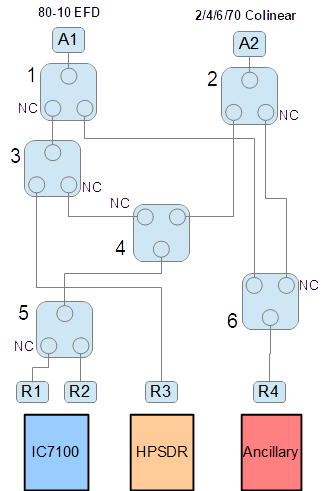 80-10 EFD
2/4/6/70 Colinear
A1
A2
1
2
NC
NC
3
NC
NC
4
5
NC
NC
6
R1
R2
R3
R4
IC7100
HPSDR
Ancillary